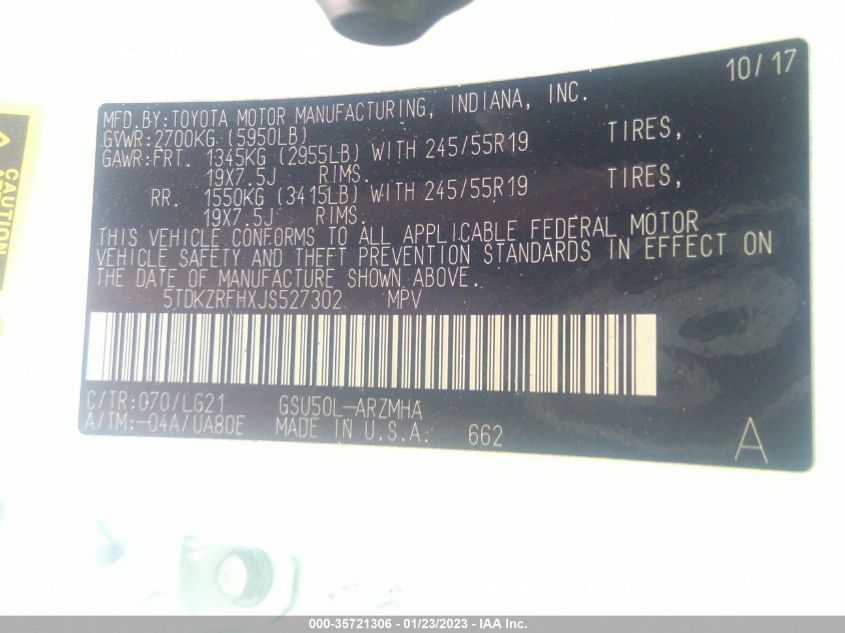 10/17
MFD.BY:TOYOTA MOTOR MANUFACTURING, INDIANA, INC.
GVWR:2700KG (5950LB)
GAWR:FRT. 1345KG (2955LB) WITH 245/55R19 TIRES,
19X7.5J RIMS.
RR. 1550KG (3415LB) WITH 245/55R19 TIRES,
19X7.5J RIMS.
THIS VEHICLE CONFORMS TO ALL APPLICABLE FEDERAL MOTOR
VEHICLE SAFETY AND THEFT PREVENTION STANDARDS IN EFFECT ON
THE DATE OF MANUFACTURE SHOWN ABOVE.
5TDKZRFHXJS527302 MPV
C/TR:070/LG21 GSU50L-ARZMHA
A/TM:-04A/UA80E MADE IN U.S.A. 662
A
CAUTION
000-35721306 - 01/23/2023 - IAA Inc.